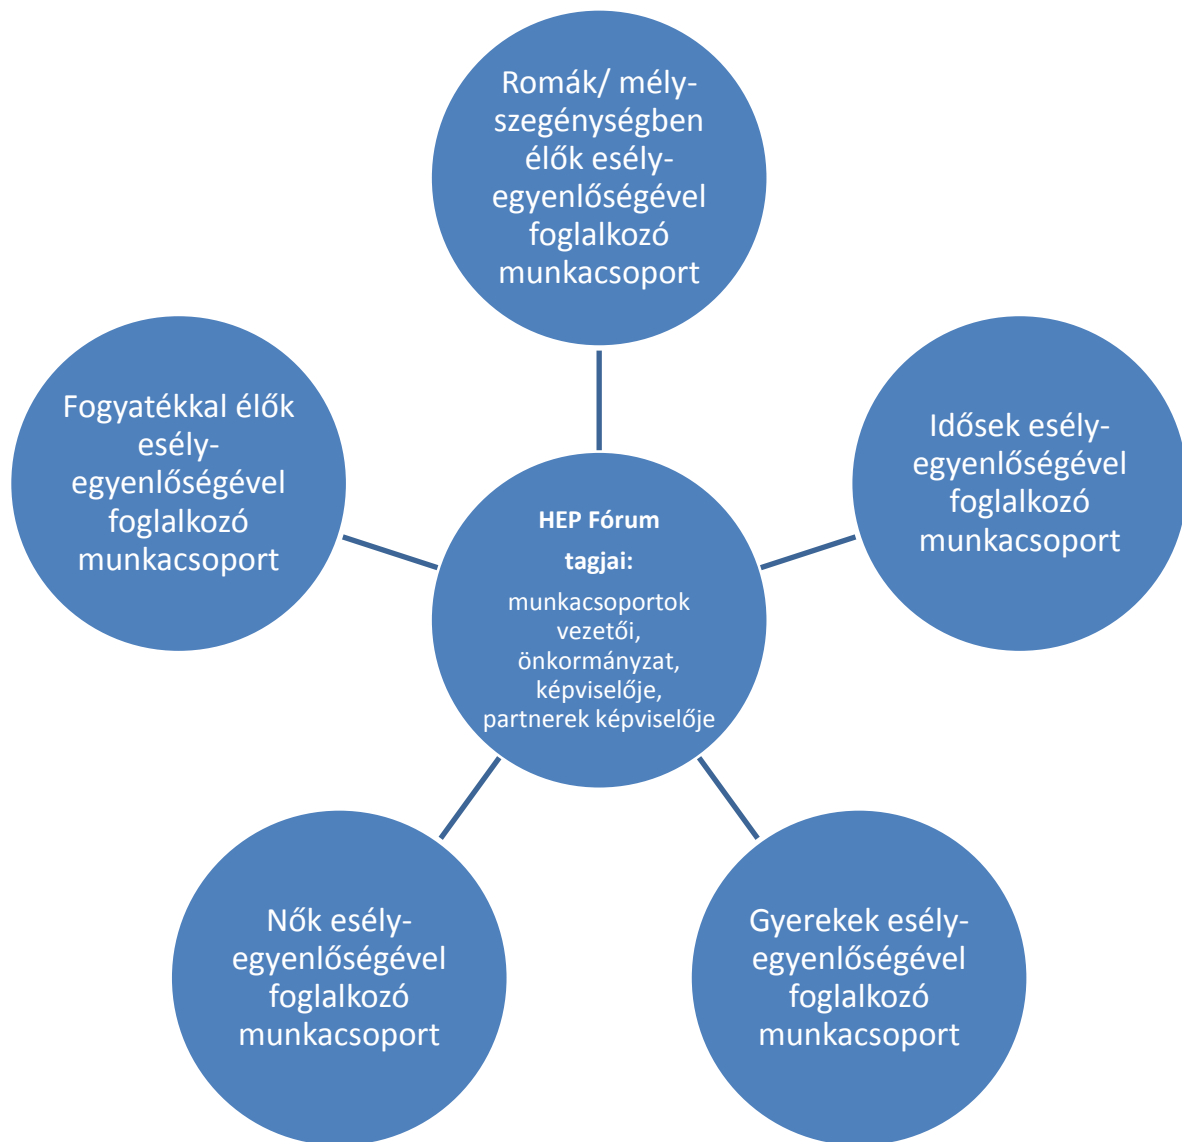 Romák/ mély-
szegénységben
élők esély-
egyenlőségével
foglalkozó
munkacsoport
Fogyatékkal élők
esély-
egyenlőségével
foglalkozó
munkacsoport
Idősek esély-
egyenlőségével
foglalkozó
munkacsoport
HEP Fórum
tagjai:
munkacsoportok
vezetői,
önkormányzat,
képviselője,
partnerek képviselője
Nők esély-
egyenlőségével
foglalkozó
munkacsoport
Gyerekek esély-
egyenlőségével
foglalkozó
munkacsoport